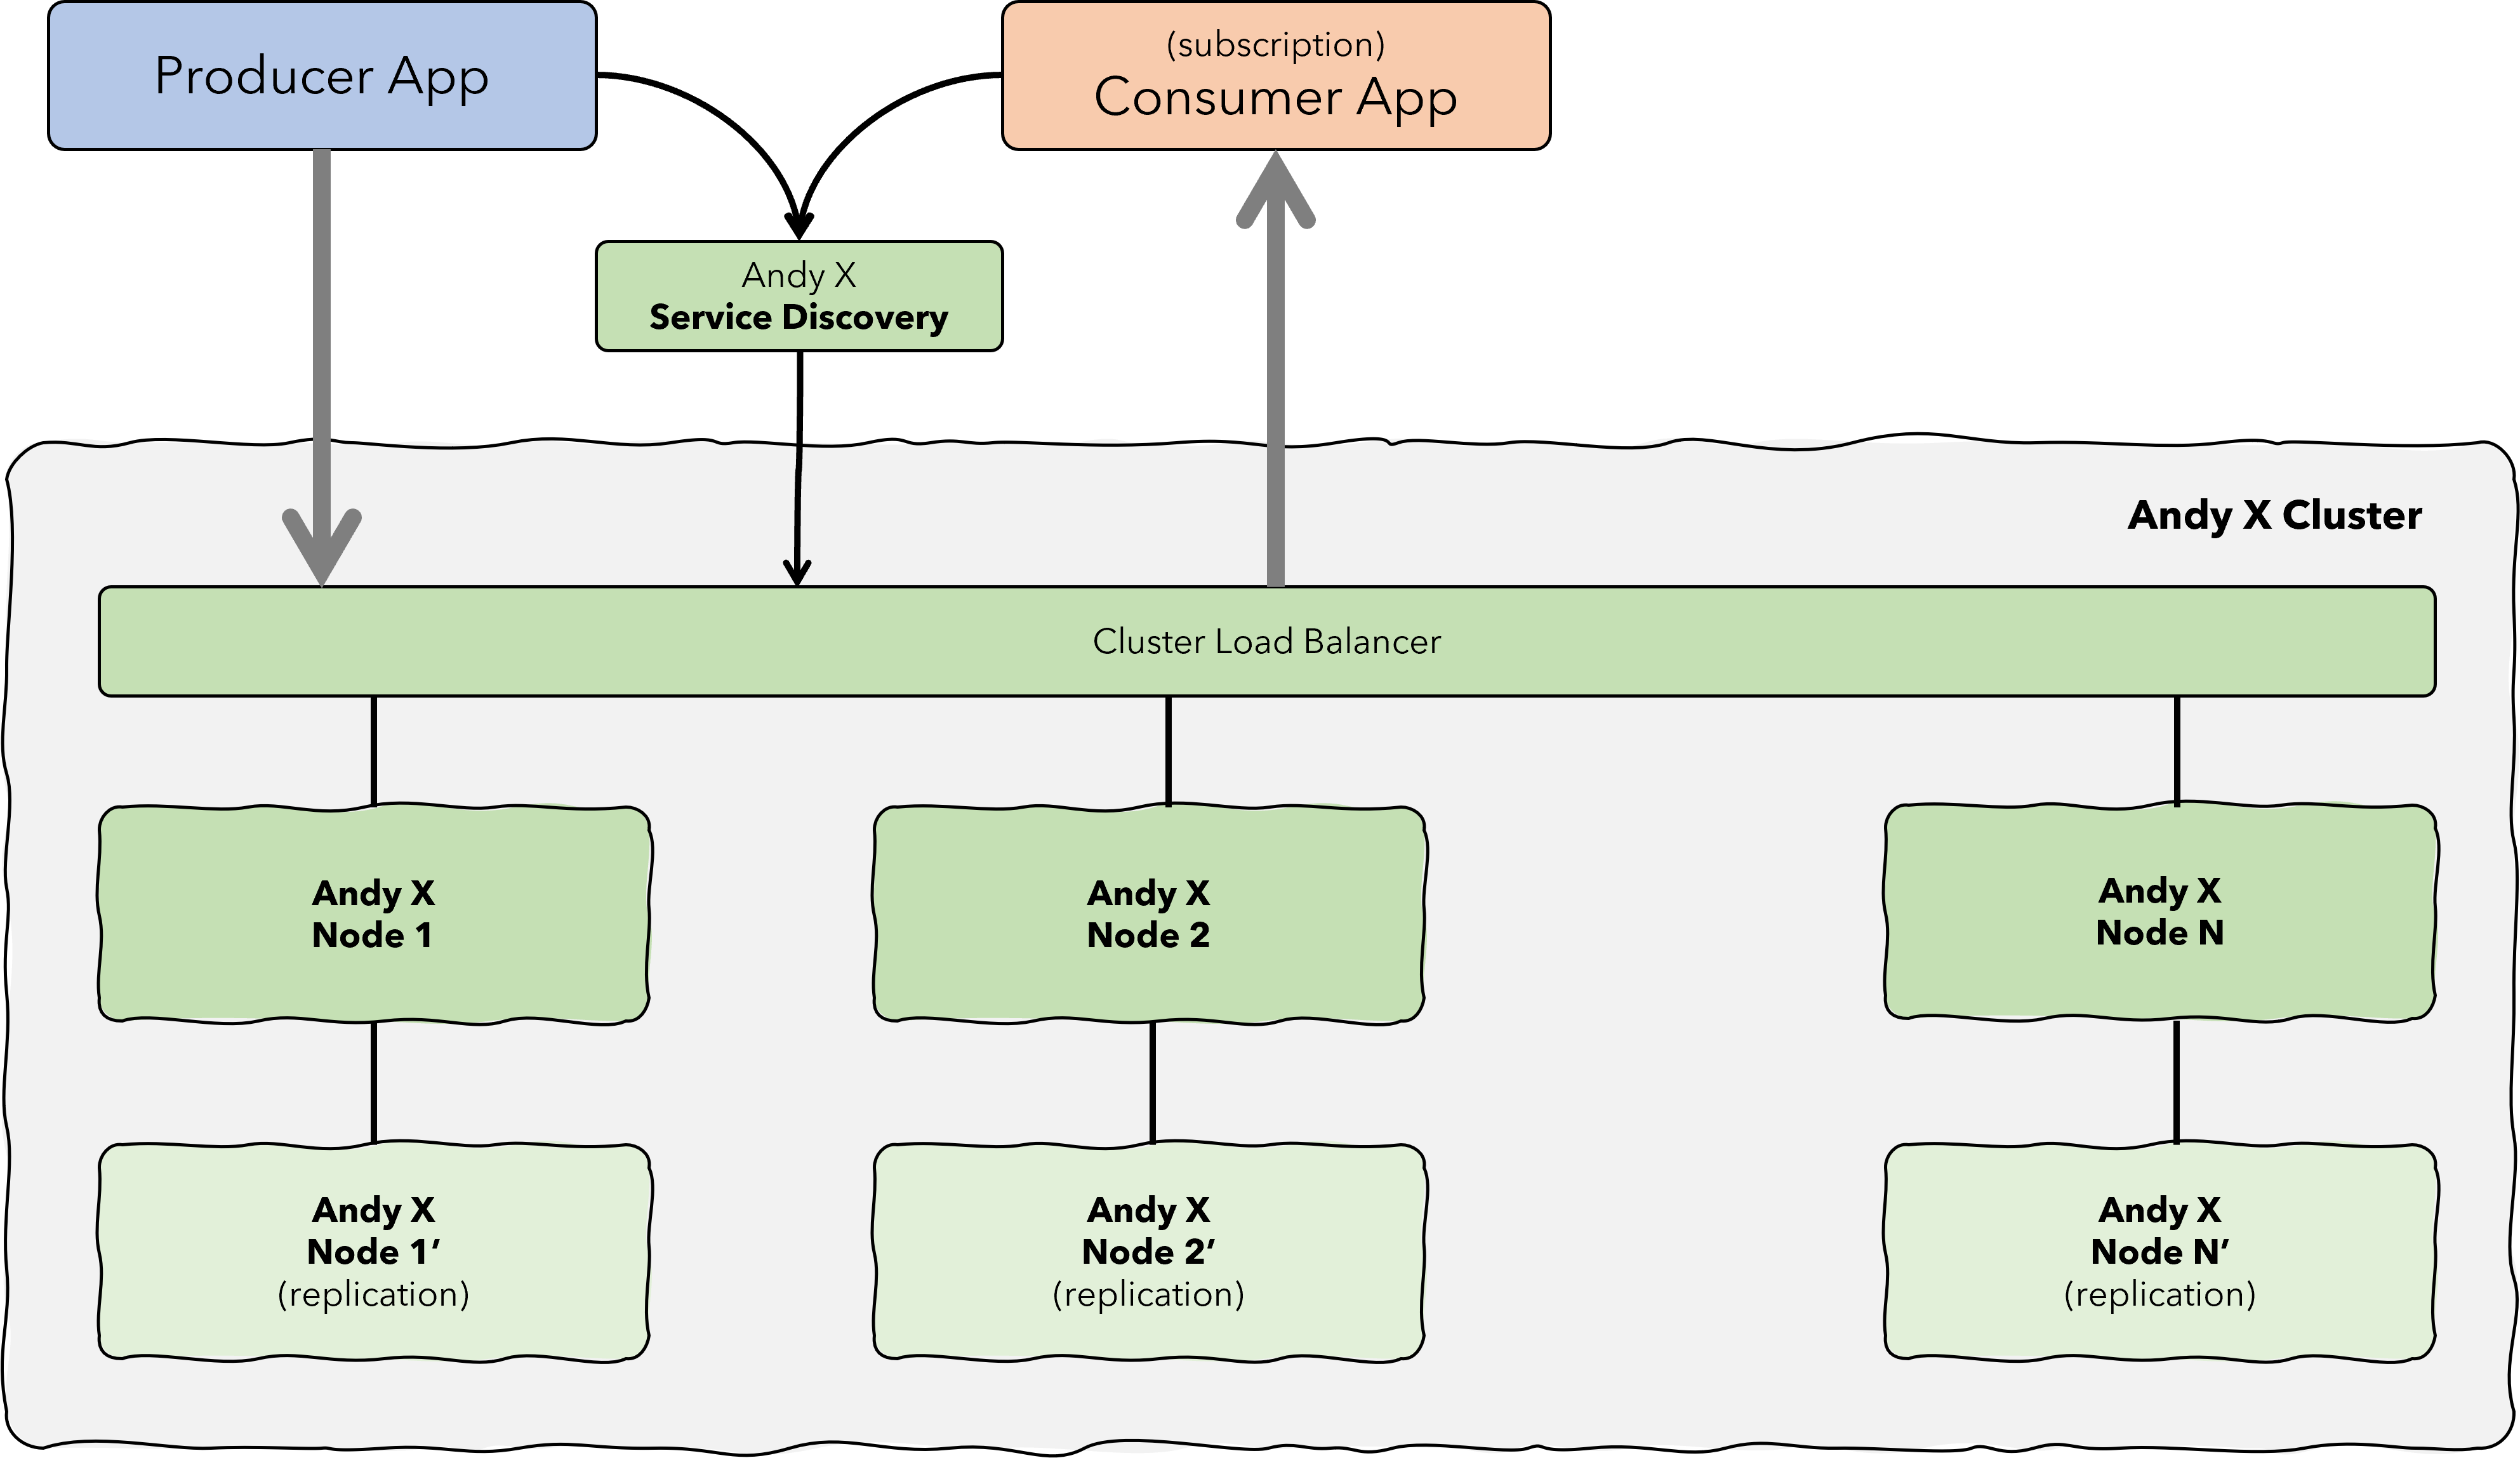 Producer App
(subscription)
Consumer App
Andy X
Service Discovery
Andy X Cluster
Cluster Load Balancer
Andy X
Node 1
Andy X
Node 2
Andy X
Node N
Andy X
Node 1’
(replication)
Andy X
Node 2’
(replication)
Andy X
Node N’
(replication)